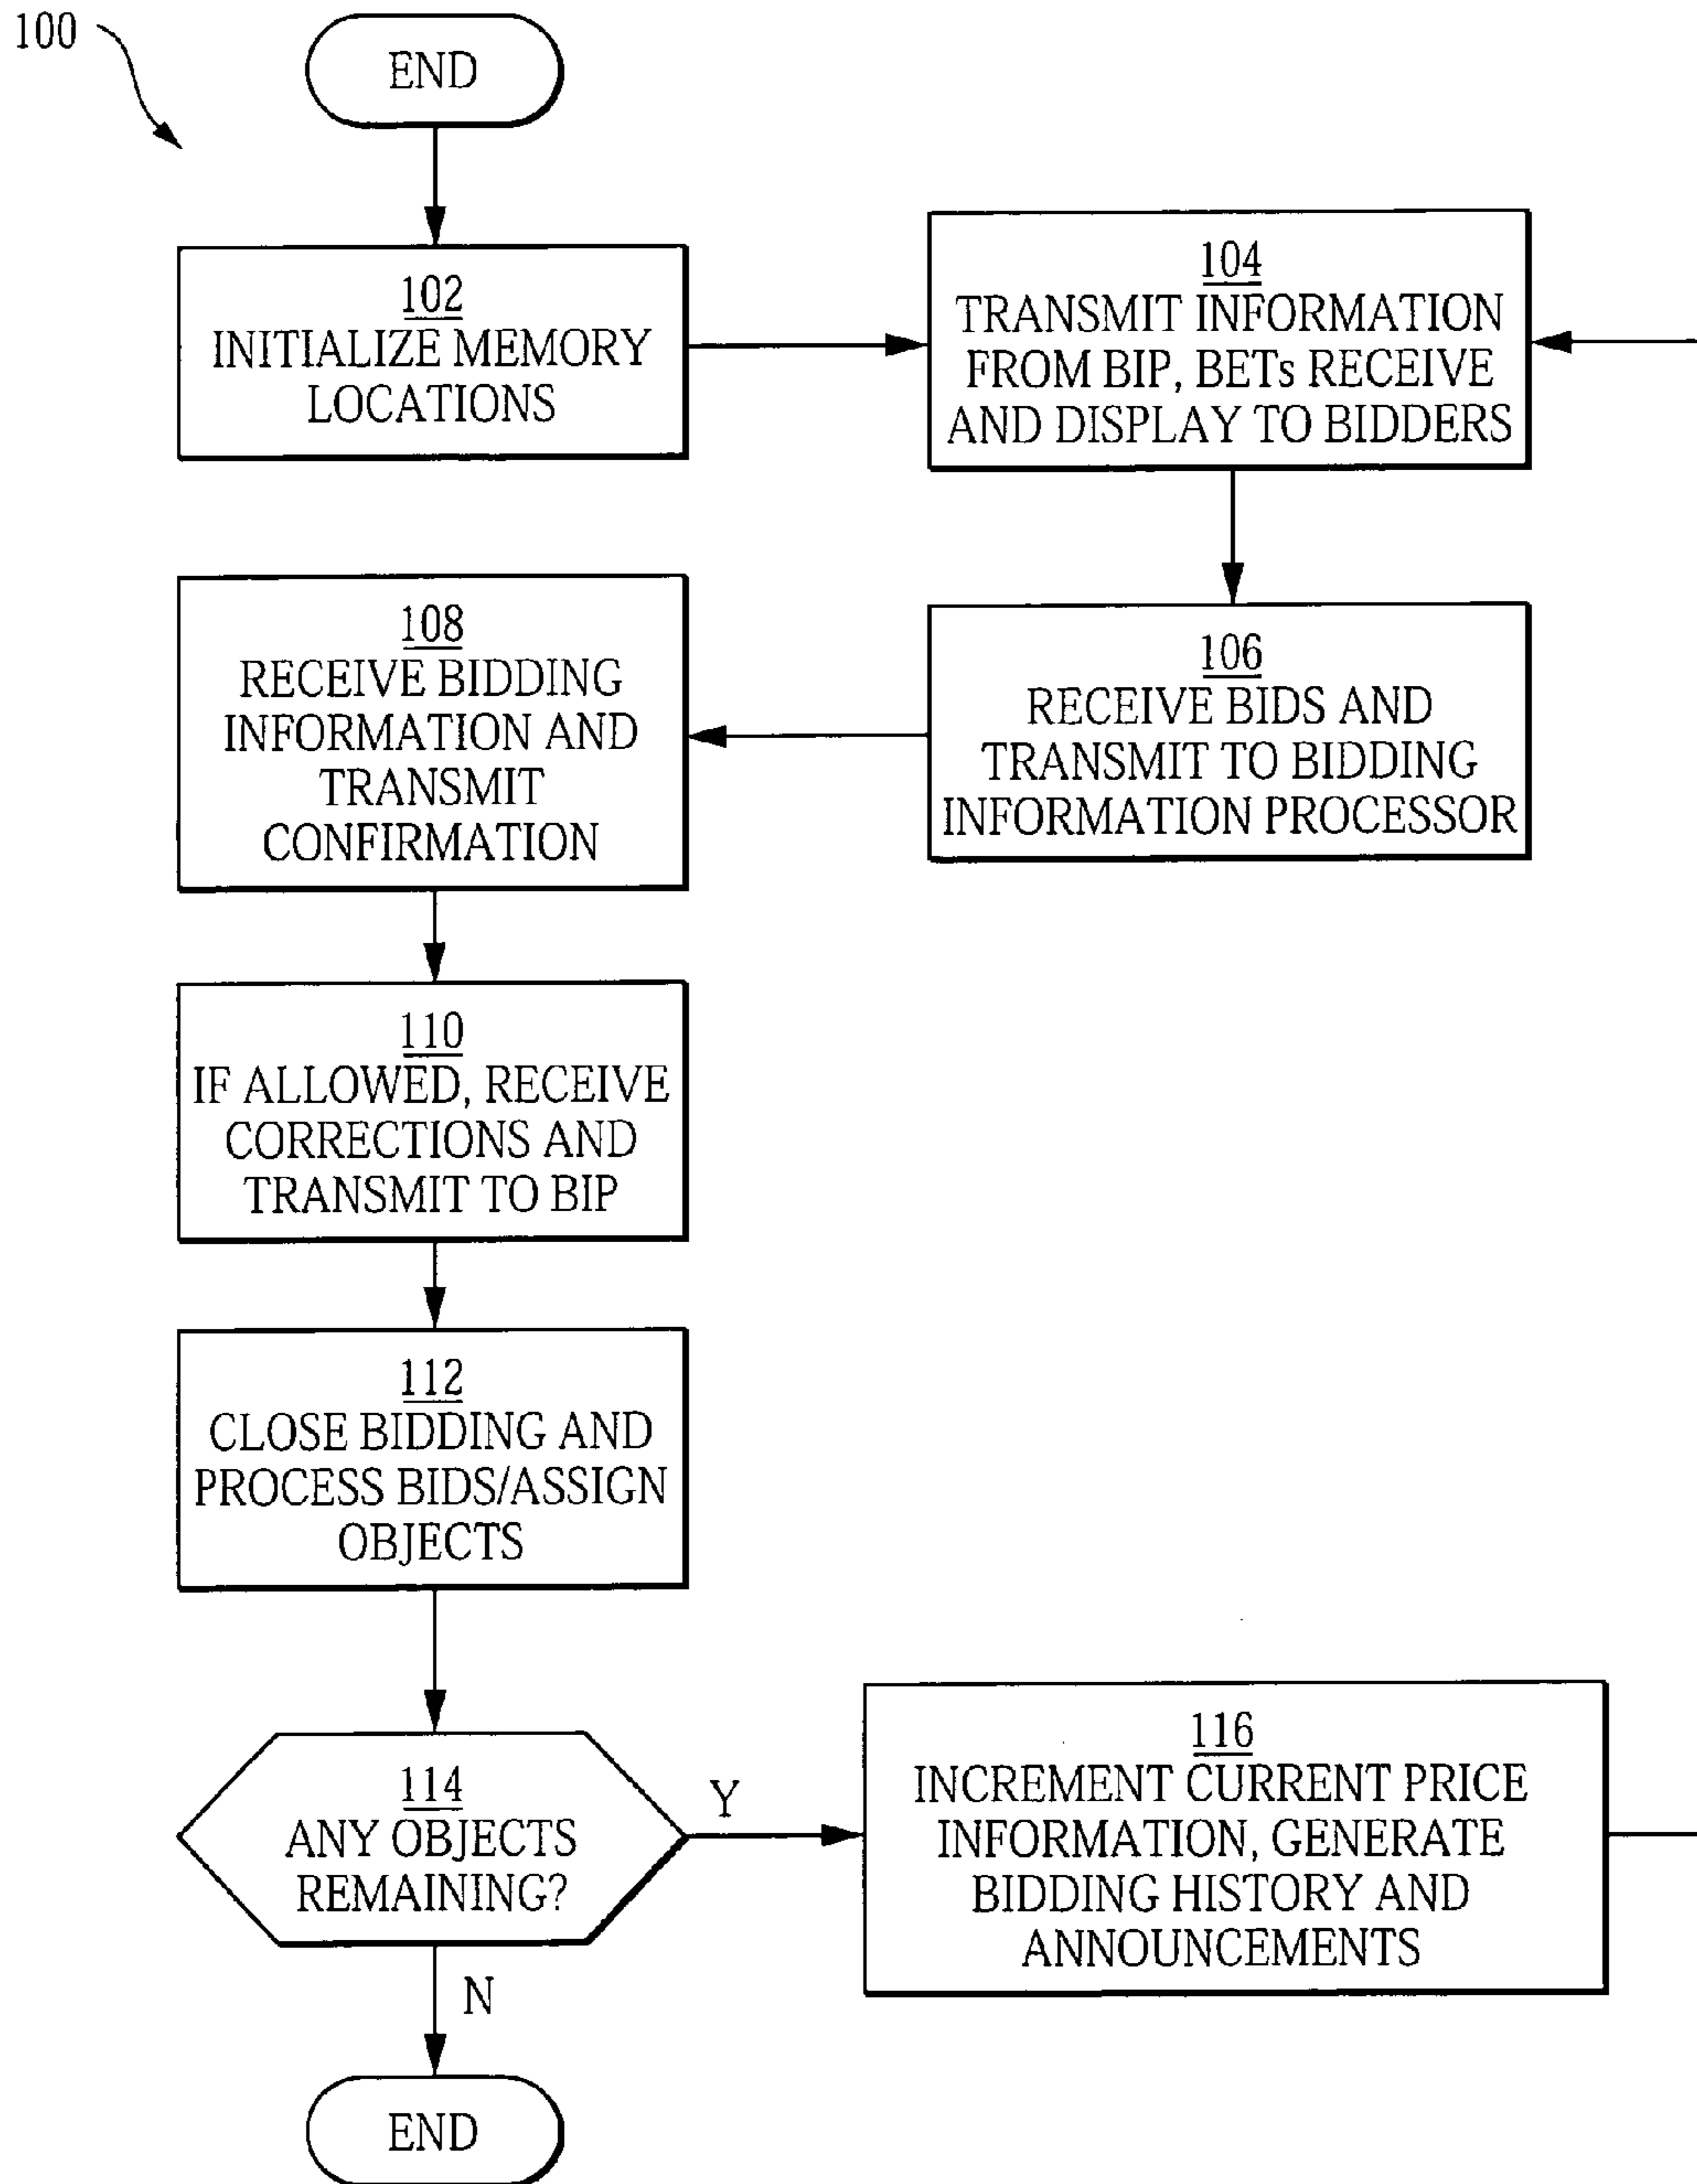 100
END
102
INITIALIZE MEMORY
LOCATIONS
104
TRANSMIT INFORMATION
FROM BIP, BETs RECEIVE
AND DISPLAY TO BIDDERS
106
RECEIVE BIDS AND
TRANSMIT TO BIDDING
INFORMATION PROCESSOR
108
RECEIVE BIDDING
INFORMATION AND
TRANSMIT
CONFIRMATION
110
IF ALLOWED, RECEIVE
CORRECTIONS AND
TRANSMIT TO BIP
112
CLOSE BIDDING AND
PROCESS BIDS/ASSIGN
OBJECTS
114
ANY OBJECTS
REMAINING?
Y
116
INCREMENT CURRENT PRICE
INFORMATION, GENERATE
BIDDING HISTORY AND
ANNOUNCEMENTS
N
END